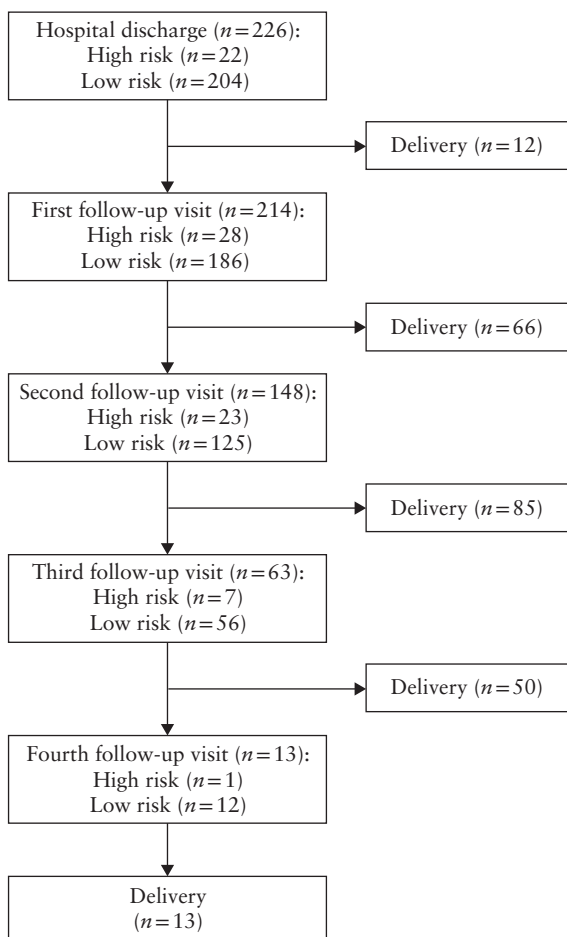 Hospital discharge (n=226):
High risk (n=22)
Low risk (n=204)
Delivery (n=12)
First follow-up visit (n=214):
High risk (n=28)
Low risk (n=186)
Delivery (n=66)
Second follow-up visit (n=148):
High risk (n=23)
Low risk (n=125)
Delivery (n=85)
Third follow-up visit (n=63):
High risk (n=7)
Low risk (n=56)
Delivery (n=50)
Fourth follow-up visit (n=13):
High risk (n=1)
Low risk (n=12)
Delivery
(n=13)